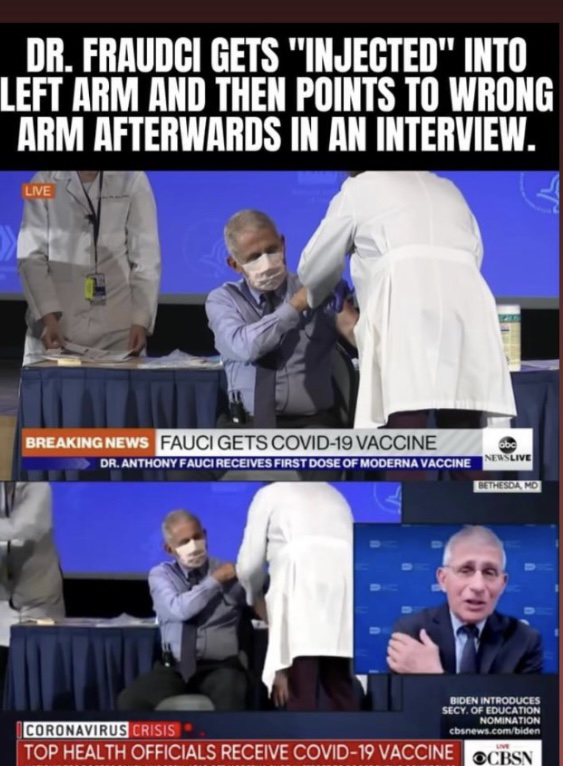 DR. FRAUDCI GETS "INJECTED" INTO
LEFT ARM AND THEN POINTS TO WRONG
ARM AFTERWARDS IN AN INTERVIEW.
LIVE
BREAKING NEWS FAUCI GETS COVID-19 VACCINE
DR. ANTHONY FAUCI RECEIVES FIRST DOSE OF MODERNA VACCINE
abc
NEWS LIVE
BETHESDA, MD
BIDEN INTRODUCES
SECY. OF EDUCATION
NOMINATION
cbsnews.com/biden
CORONAVIRUS CRISIS
TOP HEALTH OFFICIALS RECEIVE COVID-19 VACCINE
LIVE
CBSN